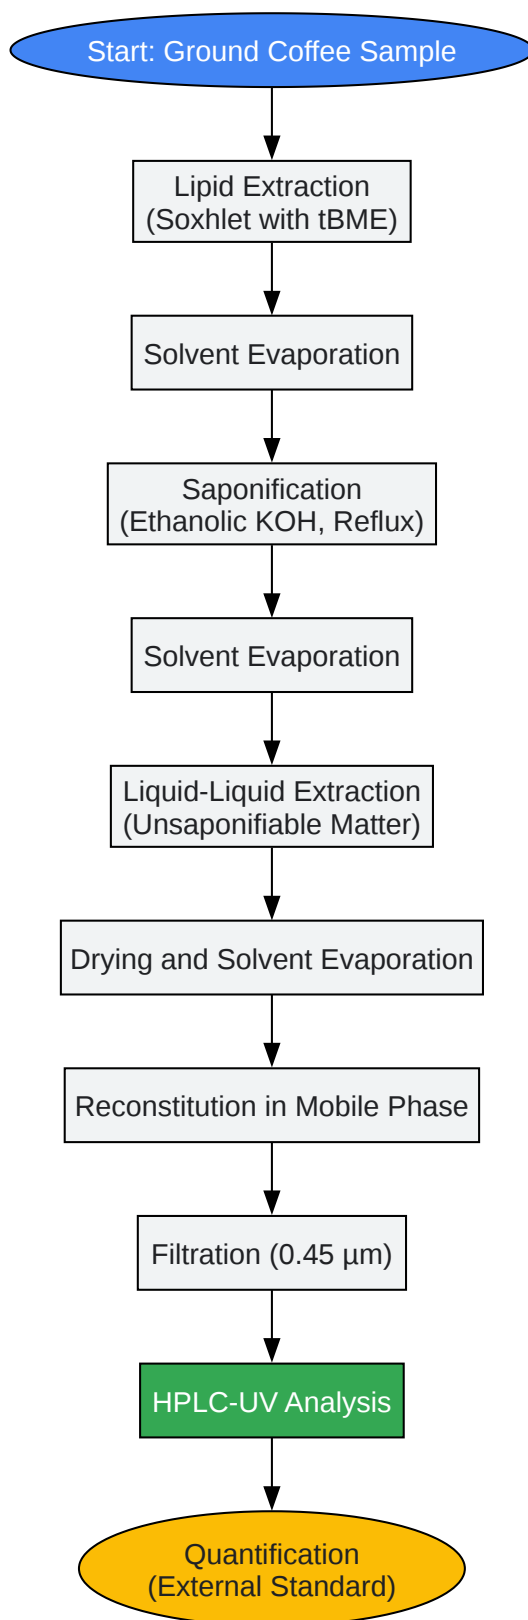 Start: Ground Coffee Sample
Lipid Extraction
(Soxhlet with tBME)
Solvent Evaporation
Saponification
(Ethanolic KOH, Reflux)
Solvent Evaporation
Liquid-Liquid Extraction
(Unsaponifiable Matter)
Drying and Solvent Evaporation
Reconstitution in Mobile Phase
Filtration (0.45 µm)
HPLC-UV Analysis
Quantification
(External Standard)